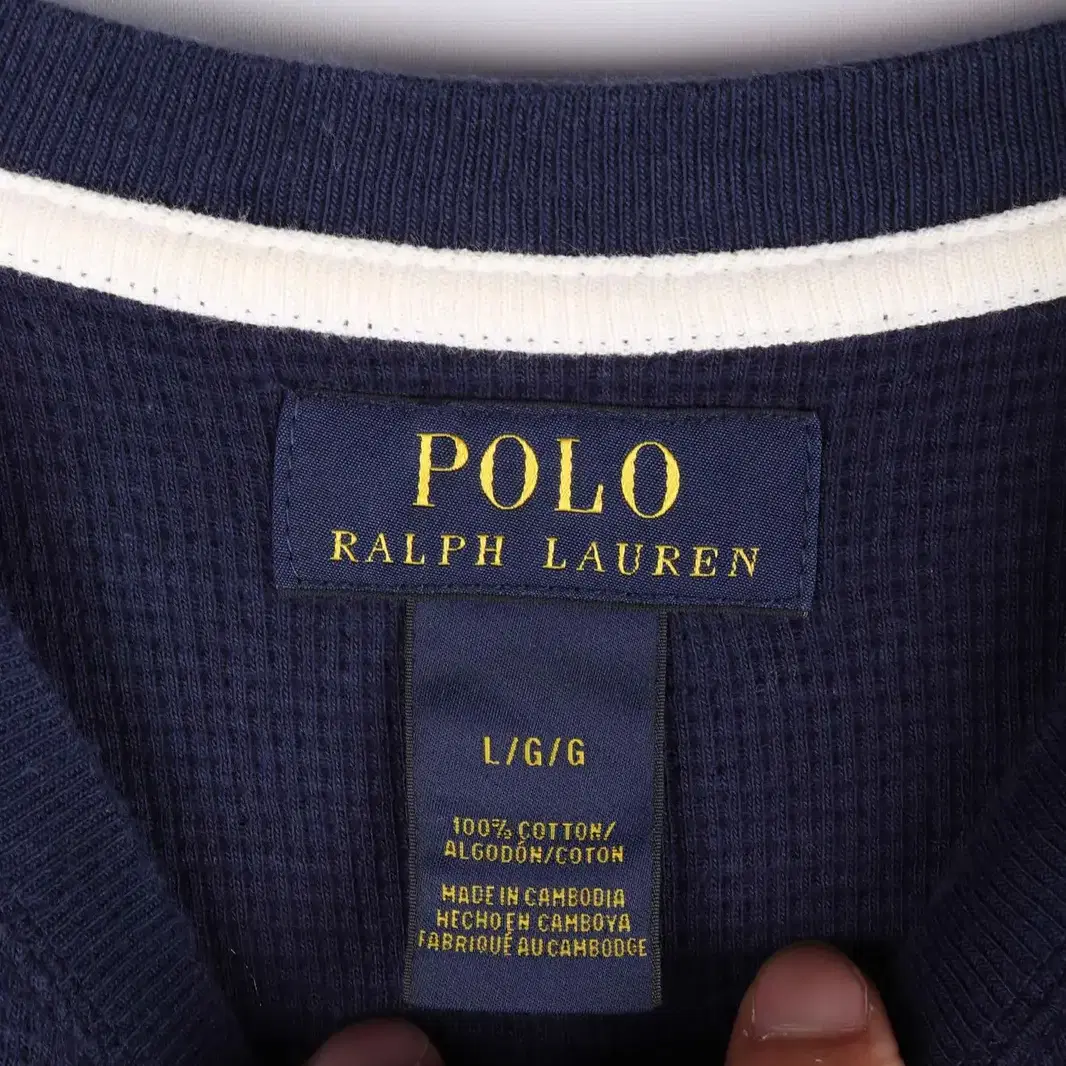 POLO
RALPH LAUREN
L/G/G
100% COTTON/
ALGODÓN/COTON
MADE IN CAMBODIA
HECHO EN CAMBOYA
FABRIQUÉ AU CAMBODGE